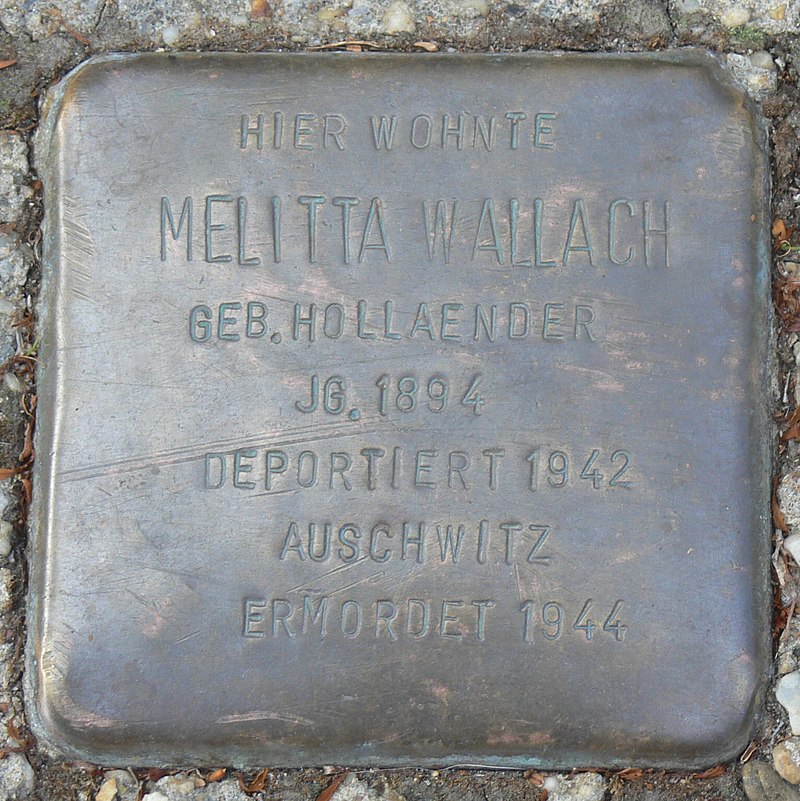 HIER WOHNTE
MELITTA WALLACH
GEB. HOLLAENDER
JG. 1894
DEPORTIERT 1942
AUSCHWITZ
ERMORDET 1944